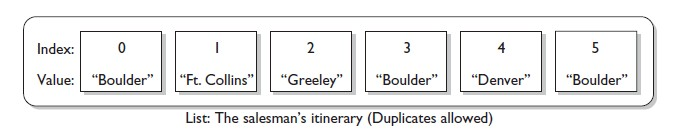 Index: 0 1 2 3 4 5
Value: “Boulder” “Ft. Collins” “Greeley” “Boulder” “Denver” “Boulder”
List: The salesman’s itinerary (Duplicates allowed)